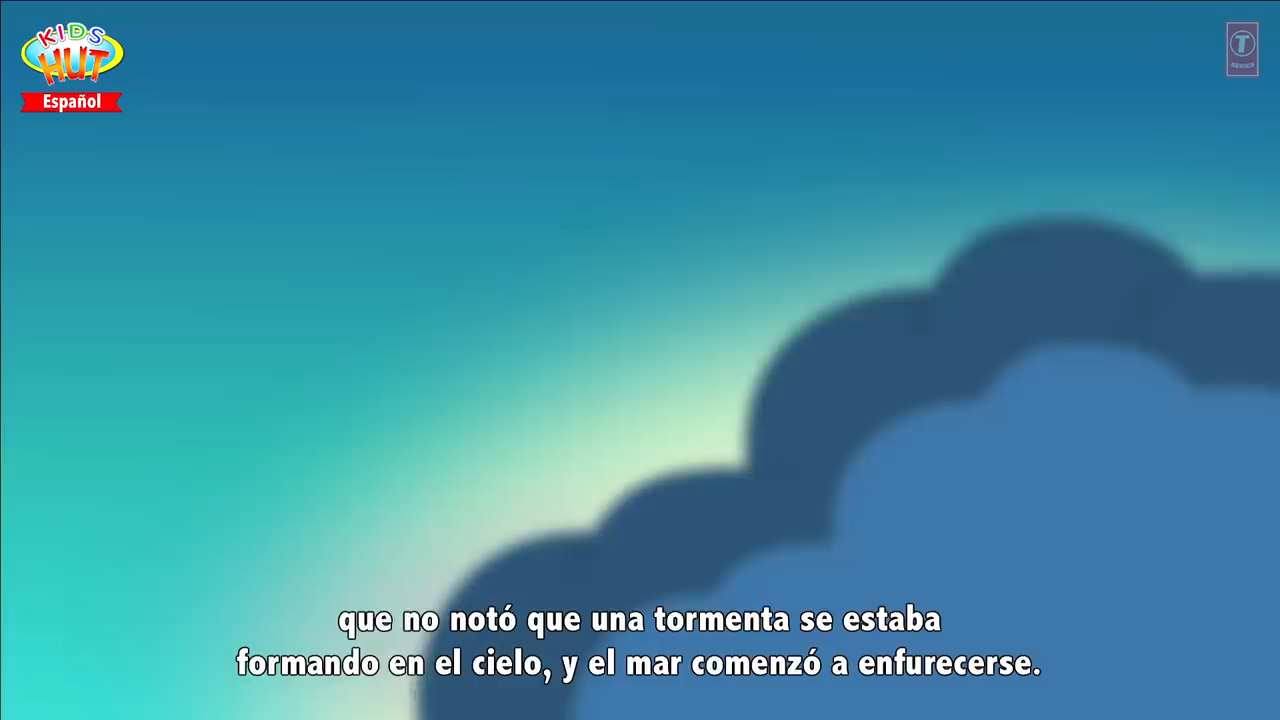 KIDS
HUT
Español
T
SERIES
que no notó que una tormenta se estaba
formando en el cielo, y el mar comenzó a enfurecerse.